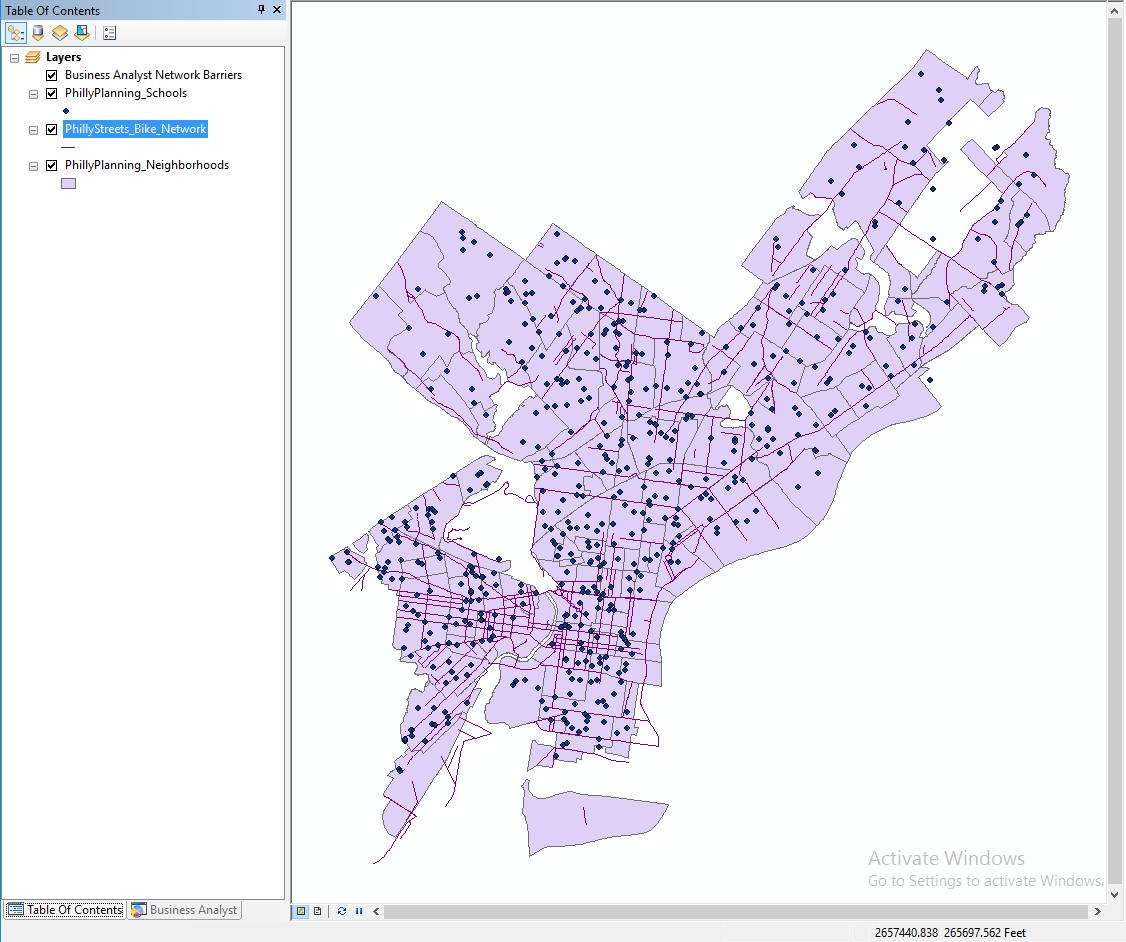 Table Of Contents
Layers
Business Analyst Network Barriers
PhillyPlanning_Schools
PhillyStreets_Bike_Network
PhillyPlanning_Neighborhoods
Activate Windows
Go to Settings to activate Windows.
Table Of Contents
Business Analyst
2657440.838 265697.562 Feet